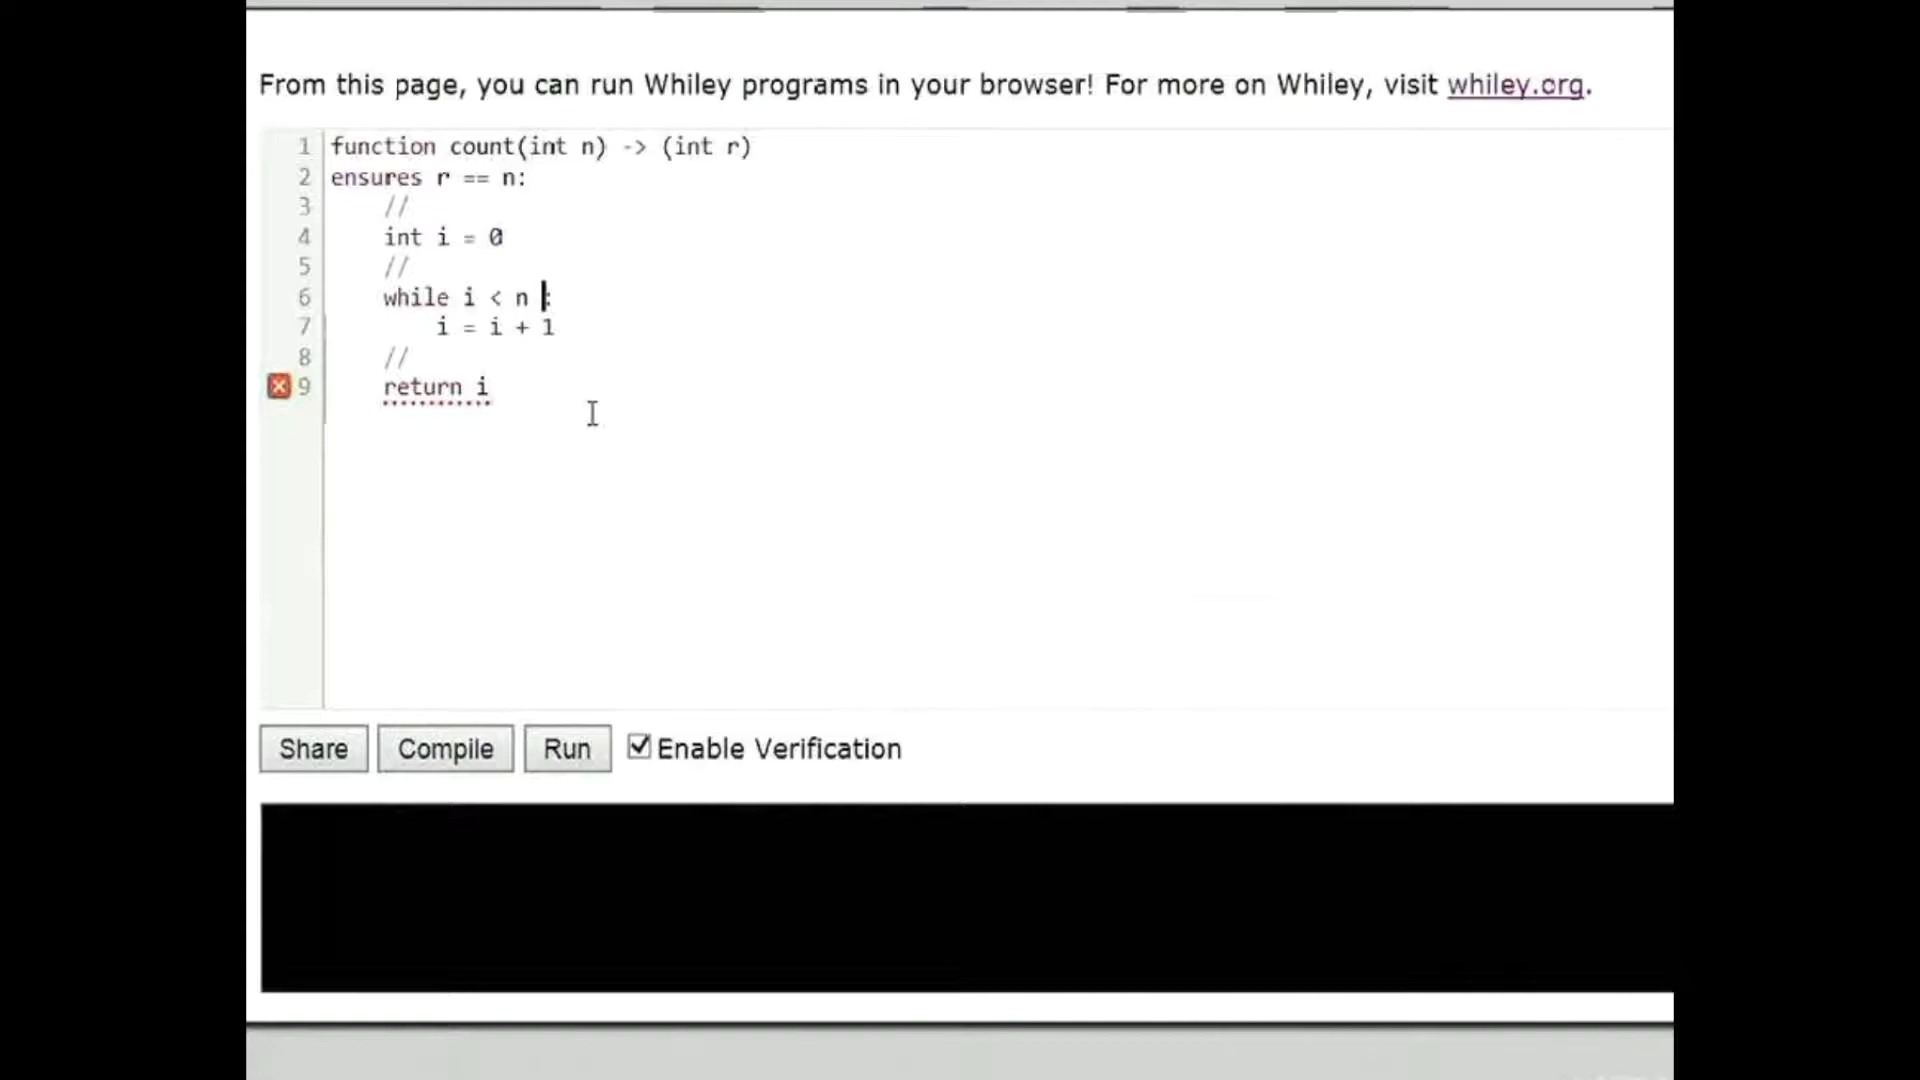 From this page, you can run Whiley programs in your browser! For more on Whiley, visit whiley.org.
1 function count(int n) -> (int r)
2 ensures r == n:
3 //
4 int i = 0
5 //
6 while i < n :
7 i = i + 1
8 //
9 return i
Share Compile Run Enable Verification